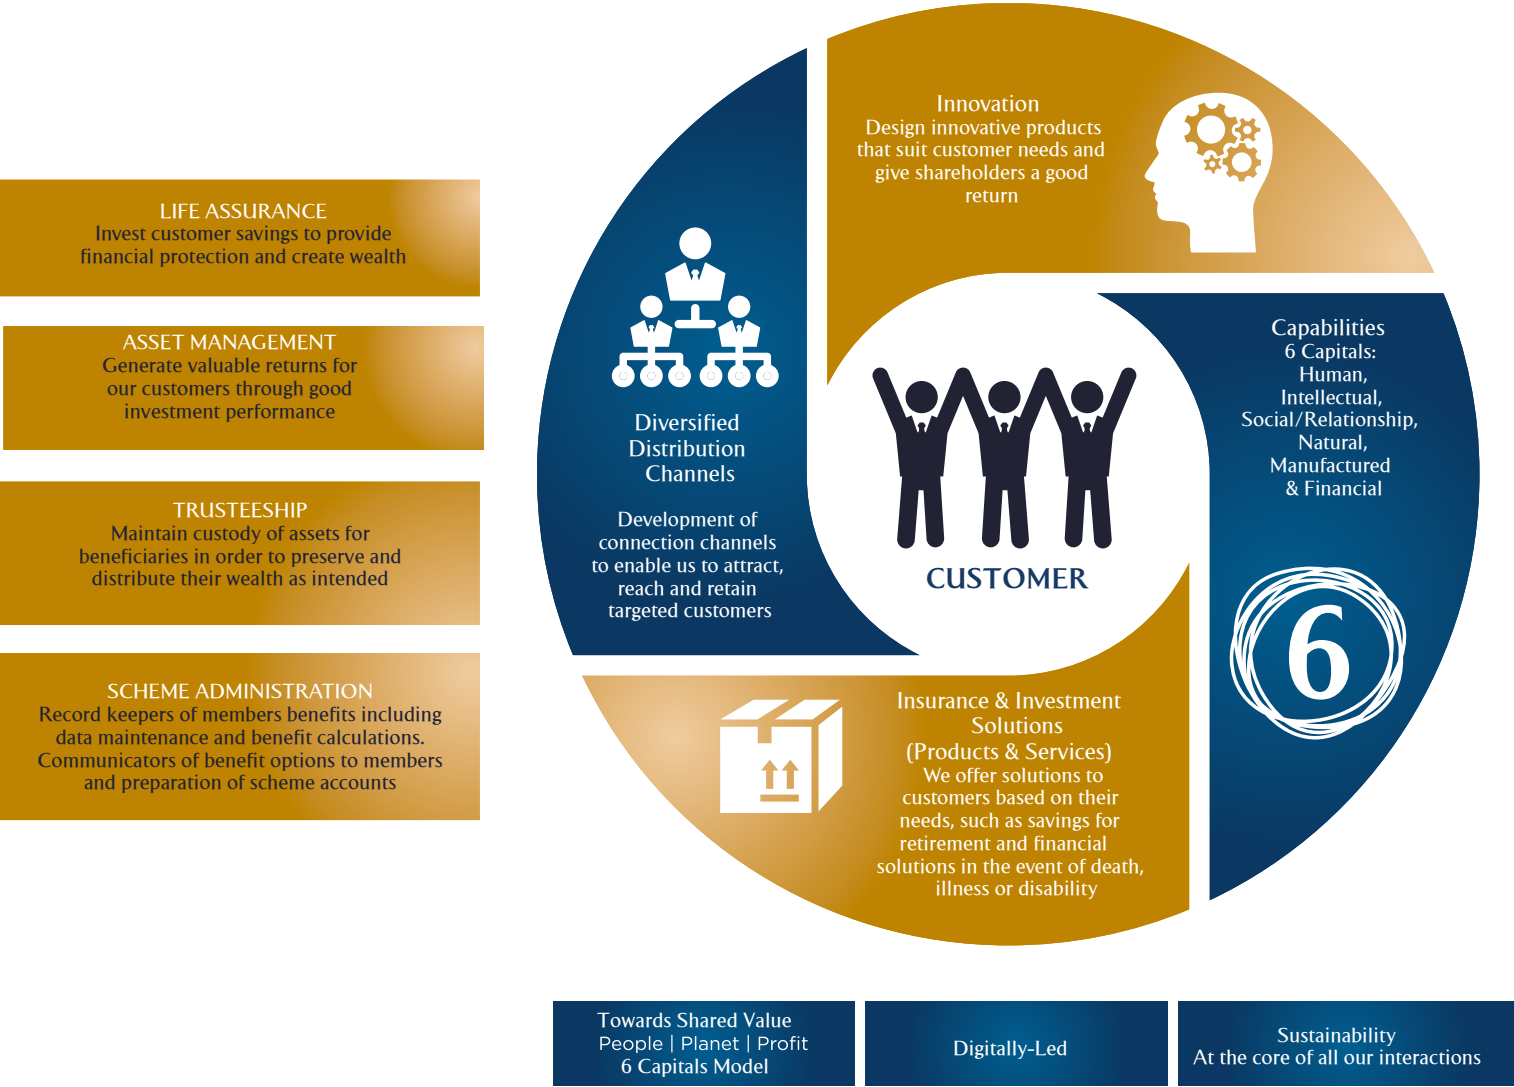 LIFE ASSURANCE
Invest customer savings to provide
financial protection and create wealth
ASSET MANAGEMENT
Generate valuable returns for
our customers through good
investment performance
TRUSTEESHIP
Maintain custody of assets for
beneficiaries in order to preserve and
distribute their wealth as intended
SCHEME ADMINISTRATION
Record keepers of members benefits including
data maintenance and benefit calculations.
Communicators of benefit options to members
and preparation of scheme accounts
Innovation
Design innovative products
that suit customer needs and
give shareholders a good
return
Diversified
Distribution
Channels
Development of
connection channels
to enable us to attract,
reach and retain
targeted customers
CUSTOMER
Capabilities
6 Capitals:
Human,
Intellectual,
Social/Relationship,
Natural,
Manufactured
& Financial
6
Insurance & Investment
Solutions
(Products & Services)
We offer solutions to
customers based on their
needs, such as savings for
retirement and financial
solutions in the event of death,
illness or disability
Towards Shared Value
People | Planet | Profit
6 Capitals Model
Digitally-Led
Sustainability
At the core of all our interactions